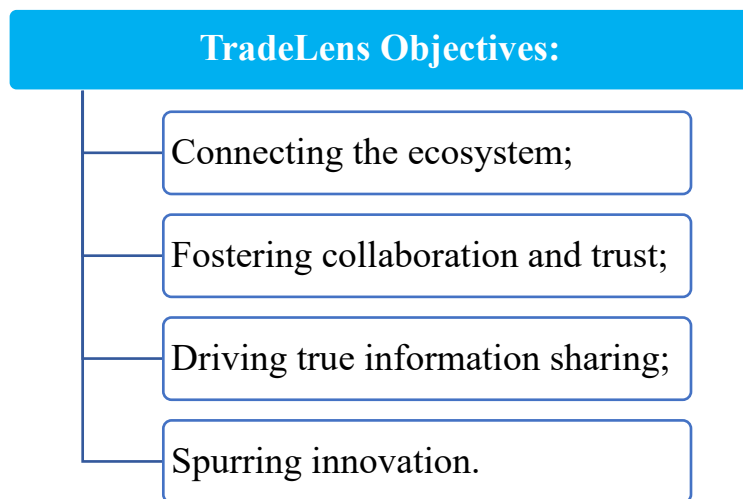 TradeLens Objectives:
Connecting the ecosystem;
Fostering collaboration and trust;
Driving true information sharing;
Spurring innovation.